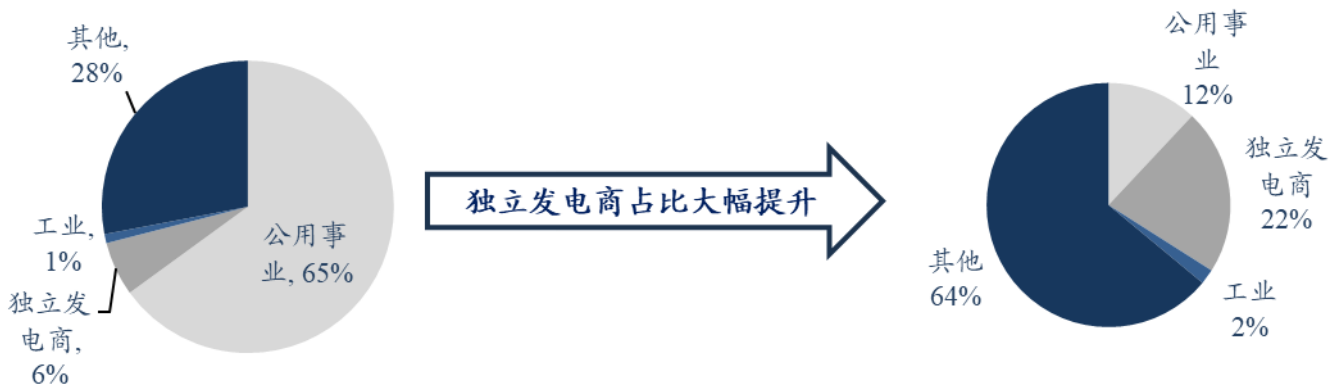 其他,
28%
工业,
1%
独立发
电商,
6%
公用事
业, 65%
独立发电商占比大幅提升
公用事
业
12%
独立发
电商
22%
工业
2%
其他
64%